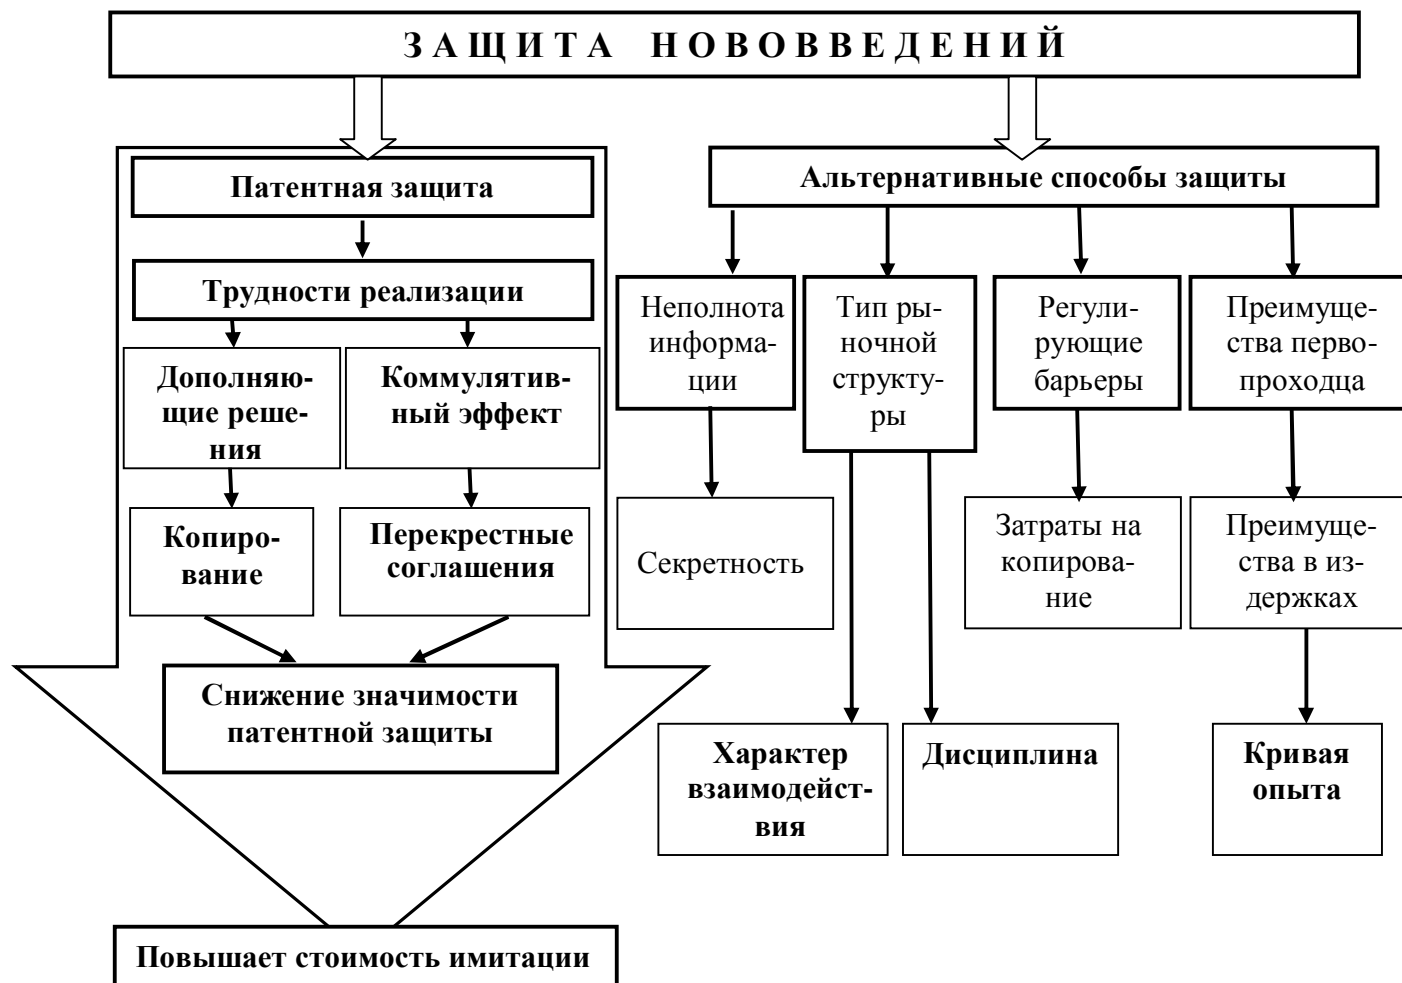 ЗАЩИТА НОВОВВЕДЕНИЙ
Патентная защита
Альтернативные способы защиты
Трудности реализации
Неполнота
информа-
ции
Тип ры-
ночной
структу-
ры
Регули-
рующие
барьеры
Преимуще-
ства перво-
проходца
Дополняю-
щие реше-
ния
Коммулятив-
ный эффект
Копиро-
вание
Перекрестные
соглашения
Секретность
Затраты на
копирова-
ние
Преимуще-
ства в из-
держках
Снижение значимости
патентной защиты
Характер
взаимодейст-
вия
Дисциплина
Кривая
опыта
Повышает стоимость имитации